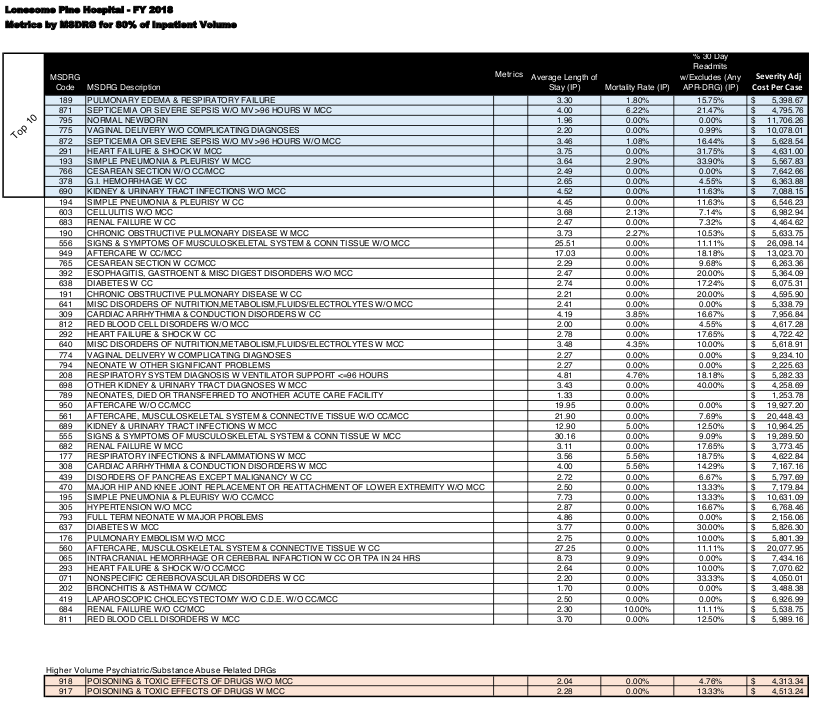 Lonesome Pine Hospital - FY 2018
Metrics by MSDRG for 80% of Inpatient Volume
Top 10
MSDRG Code MSDRG Description Metrics Average Length of Stay (IP) Mortality Rate (IP) % 30 Day Readmits w/Excludes (Any APR-DRG) (IP) Severity Adj Cost Per Case
189 PULMONARY EDEMA & RESPIRATORY FAILURE 3.30 1.80% 15.75% $ 5,398.67
871 SEPTICEMIA OR SEVERE SEPSIS W/O MV >96 HOURS W MCC 4.00 6.22% 21.47% $ 4,795.76
795 NORMAL NEWBORN 1.96 0.00% 0.00% $ 11,706.26
775 VAGINAL DELIVERY W/O COMPLICATING DIAGNOSES 2.20 0.00% 0.99% $ 10,078.01
872 SEPTICEMIA OR SEVERE SEPSIS W/O MV >96 HOURS W/O MCC 3.46 1.08% 16.44% $ 5,628.54
291 HEART FAILURE & SHOCK W MCC 3.75 0.00% 31.75% $ 4,631.00
193 SIMPLE PNEUMONIA & PLEURISY W MCC 3.64 2.90% 33.90% $ 5,567.83
766 CESAREAN SECTION W/O CC/MCC 2.49 0.00% 0.00% $ 7,642.66
378 G.I. HEMORRHAGE W CC 2.65 0.00% 4.55% $ 6,363.88
690 KIDNEY & URINARY TRACT INFECTIONS W/O MCC 4.52 0.00% 11.63% $ 7,088.15
194 SIMPLE PNEUMONIA & PLEURISY W CC 4.45 0.00% 11.63% $ 6,546.23
603 CELLULITIS W/O MCC 3.68 2.13% 7.14% $ 6,982.94
683 RENAL FAILURE W CC 2.47 0.00% 7.32% $ 4,464.62
190 CHRONIC OBSTRUCTIVE PULMONARY DISEASE W MCC 3.73 2.27% 10.53% $ 5,633.75
556 SIGNS & SYMPTOMS OF MUSCULOSKELETAL SYSTEM & CONN TISSUE W/O MCC 25.51 0.00% 11.11% $ 26,098.14
949 AFTERCARE W CC/MCC 17.03 0.00% 18.18% $ 13,023.70
765 CESAREAN SECTION W CC/MCC 2.29 0.00% 9.68% $ 6,263.36
392 ESOPHAGITIS, GASTROENT & MISC DIGEST DISORDERS W/O MCC 2.47 0.00% 20.00% $ 5,364.09
638 DIABETES W CC 2.74 0.00% 17.24% $ 6,075.31
191 CHRONIC OBSTRUCTIVE PULMONARY DISEASE W CC 2.21 0.00% 20.00% $ 4,595.90
641 MISC DISORDERS OF NUTRITION,METABOLISM,FLUIDS/ELECTROLYTES W/O MCC 2.41 0.00% 0.00% $ 5,338.79
309 CARDIAC ARRHYTHMIA & CONDUCTION DISORDERS W CC 4.19 3.85% 16.67% $ 7,956.84
812 RED BLOOD CELL DISORDERS W/O MCC 2.00 0.00% 4.55% $ 4,617.28
292 HEART FAILURE & SHOCK W CC 2.78 0.00% 17.65% $ 4,722.42
640 MISC DISORDERS OF NUTRITION,METABOLISM,FLUIDS/ELECTROLYTES W MCC 3.48 4.35% 10.00% $ 5,618.91
774 VAGINAL DELIVERY W COMPLICATING DIAGNOSES 2.27 0.00% 0.00% $ 9,234.10
794 NEONATE W OTHER SIGNIFICANT PROBLEMS 2.27 0.00% 0.00% $ 2,225.63
208 RESPIRATORY SYSTEM DIAGNOSIS W VENTILATOR SUPPORT <=96 HOURS 4.81 4.76% 18.18% $ 5,282.33
698 OTHER KIDNEY & URINARY TRACT DIAGNOSES W MCC 3.43 0.00% 40.00% $ 4,258.69
789 NEONATES, DIED OR TRANSFERRED TO ANOTHER ACUTE CARE FACILITY 1.33 0.00% $ 1,253.78
950 AFTERCARE W/O CC/MCC 19.95 0.00% 0.00% $ 19,927.20
561 AFTERCARE, MUSCULOSKELETAL SYSTEM & CONNECTIVE TISSUE W/O CC/MCC 21.90 0.00% 7.69% $ 20,448.43
689 KIDNEY & URINARY TRACT INFECTIONS W MCC 12.90 5.00% 12.50% $ 10,964.25
555 SIGNS & SYMPTOMS OF MUSCULOSKELETAL SYSTEM & CONN TISSUE W MCC 30.16 0.00% 9.09% $ 19,289.50
682 RENAL FAILURE W MCC 3.11 0.00% 17.65% $ 3,773.45
177 RESPIRATORY INFECTIONS & INFLAMMATIONS W MCC 3.56 5.56% 18.75% $ 4,622.84
308 CARDIAC ARRHYTHMIA & CONDUCTION DISORDERS W MCC 4.00 5.56% 14.29% $ 7,167.16
439 DISORDERS OF PANCREAS EXCEPT MALIGNANCY W CC 2.72 0.00% 6.67% $ 5,797.69
470 MAJOR HIP AND KNEE JOINT REPLACEMENT OR REATTACHMENT OF LOWER EXTREMITY W/O MCC 2.50 0.00% 13.33% $ 7,179.84
195 SIMPLE PNEUMONIA & PLEURISY W/O CC/MCC 7.73 0.00% 13.33% $ 10,631.09
305 HYPERTENSION W/O MCC 2.87 0.00% 16.67% $ 6,768.46
793 FULL TERM NEONATE W MAJOR PROBLEMS 4.86 0.00% 0.00% $ 2,156.06
637 DIABETES W MCC 3.77 0.00% 30.00% $ 5,826.30
176 PULMONARY EMBOLISM W/O MCC 2.75 0.00% 10.00% $ 5,801.39
560 AFTERCARE, MUSCULOSKELETAL SYSTEM & CONNECTIVE TISSUE W CC 27.25 0.00% 11.11% $ 20,077.95
065 INTRACRANIAL HEMORRHAGE OR CEREBRAL INFARCTION W CC OR TPA IN 24 HRS 8.73 9.09% 0.00% $ 7,434.16
293 HEART FAILURE & SHOCK W/O CC/MCC 2.64 0.00% 10.00% $ 7,070.62
071 NONSPECIFIC CEREBROVASCULAR DISORDERS W CC 2.20 0.00% 33.33% $ 4,050.01
202 BRONCHITIS & ASTHMA W CC/MCC 1.70 0.00% 0.00% $ 3,488.38
419 LAPAROSCOPIC CHOLECYSTECTOMY W/O C.D.E. W/O CC/MCC 2.50 0.00% 0.00% $ 6,926.99
684 RENAL FAILURE W/O CC/MCC 2.30 10.00% 11.11% $ 5,538.75
811 RED BLOOD CELL DISORDERS W MCC 3.70 0.00% 12.50% $ 5,989.16
Higher Volume Psychiatric/Substance Abuse Related DRGs
918 POISONING & TOXIC EFFECTS OF DRUGS W/O MCC 2.04 0.00% 4.76% $ 4,313.34
917 POISONING & TOXIC EFFECTS OF DRUGS W MCC 2.28 0.00% 13.33% $ 4,513.24